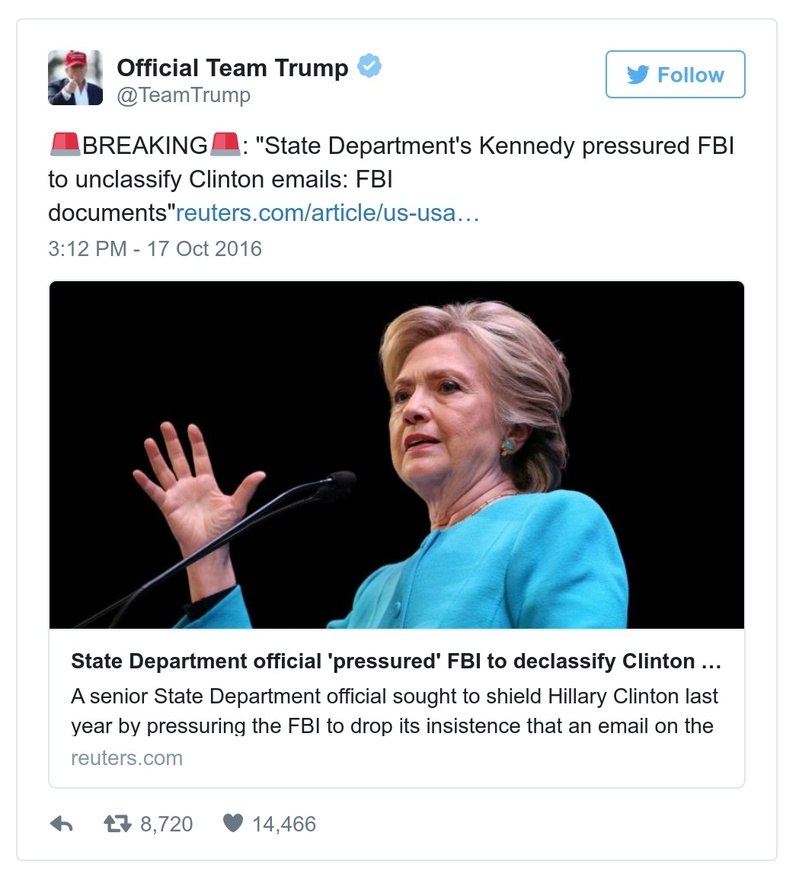 Official Team Trump
@TeamTrump
Follow
🚨BREAKING🚨: "State Department's Kennedy pressured FBI
to unclassify Clinton emails: FBI
documents"reuters.com/article/us-usa…
3:12 PM - 17 Oct 2016
State Department official 'pressured' FBI to declassify Clinton ...
A senior State Department official sought to shield Hillary Clinton last
year by pressuring the FBI to drop its insistence that an email on the
reuters.com
8,720
14,466